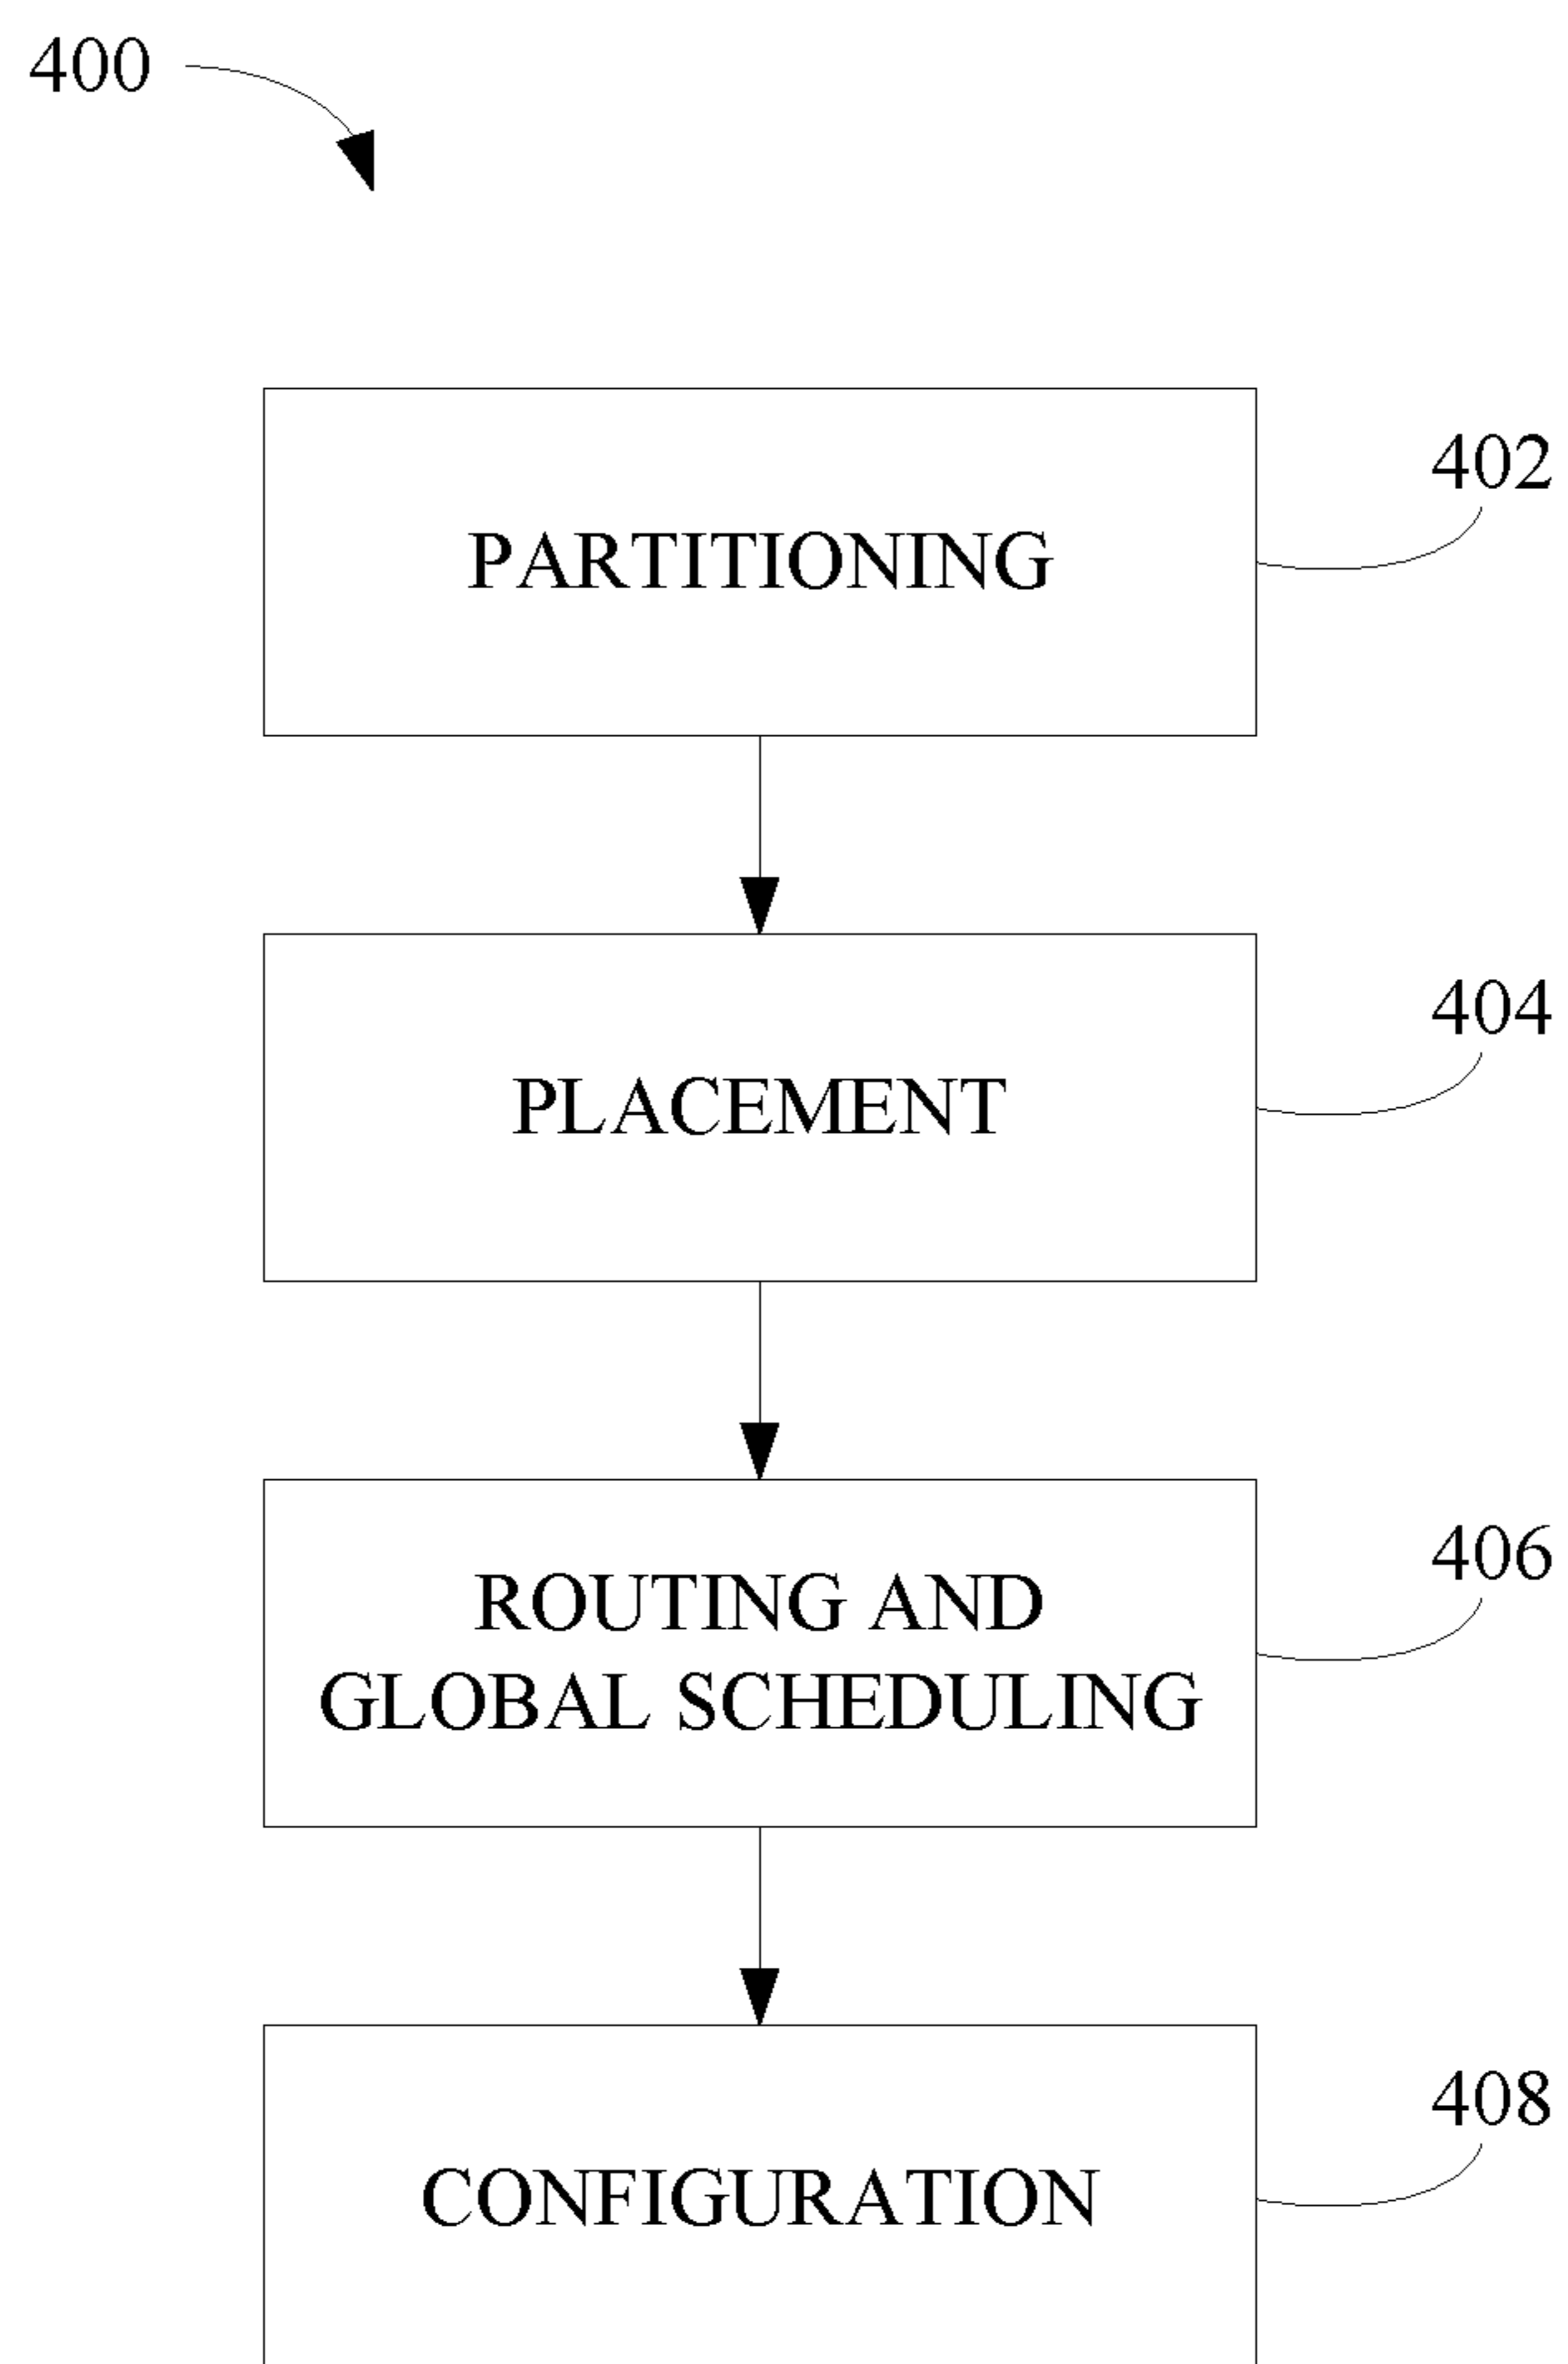 400
402
PARTITIONING
404
PLACEMENT
406
ROUTING AND
GLOBAL SCHEDULING
408
CONFIGURATION